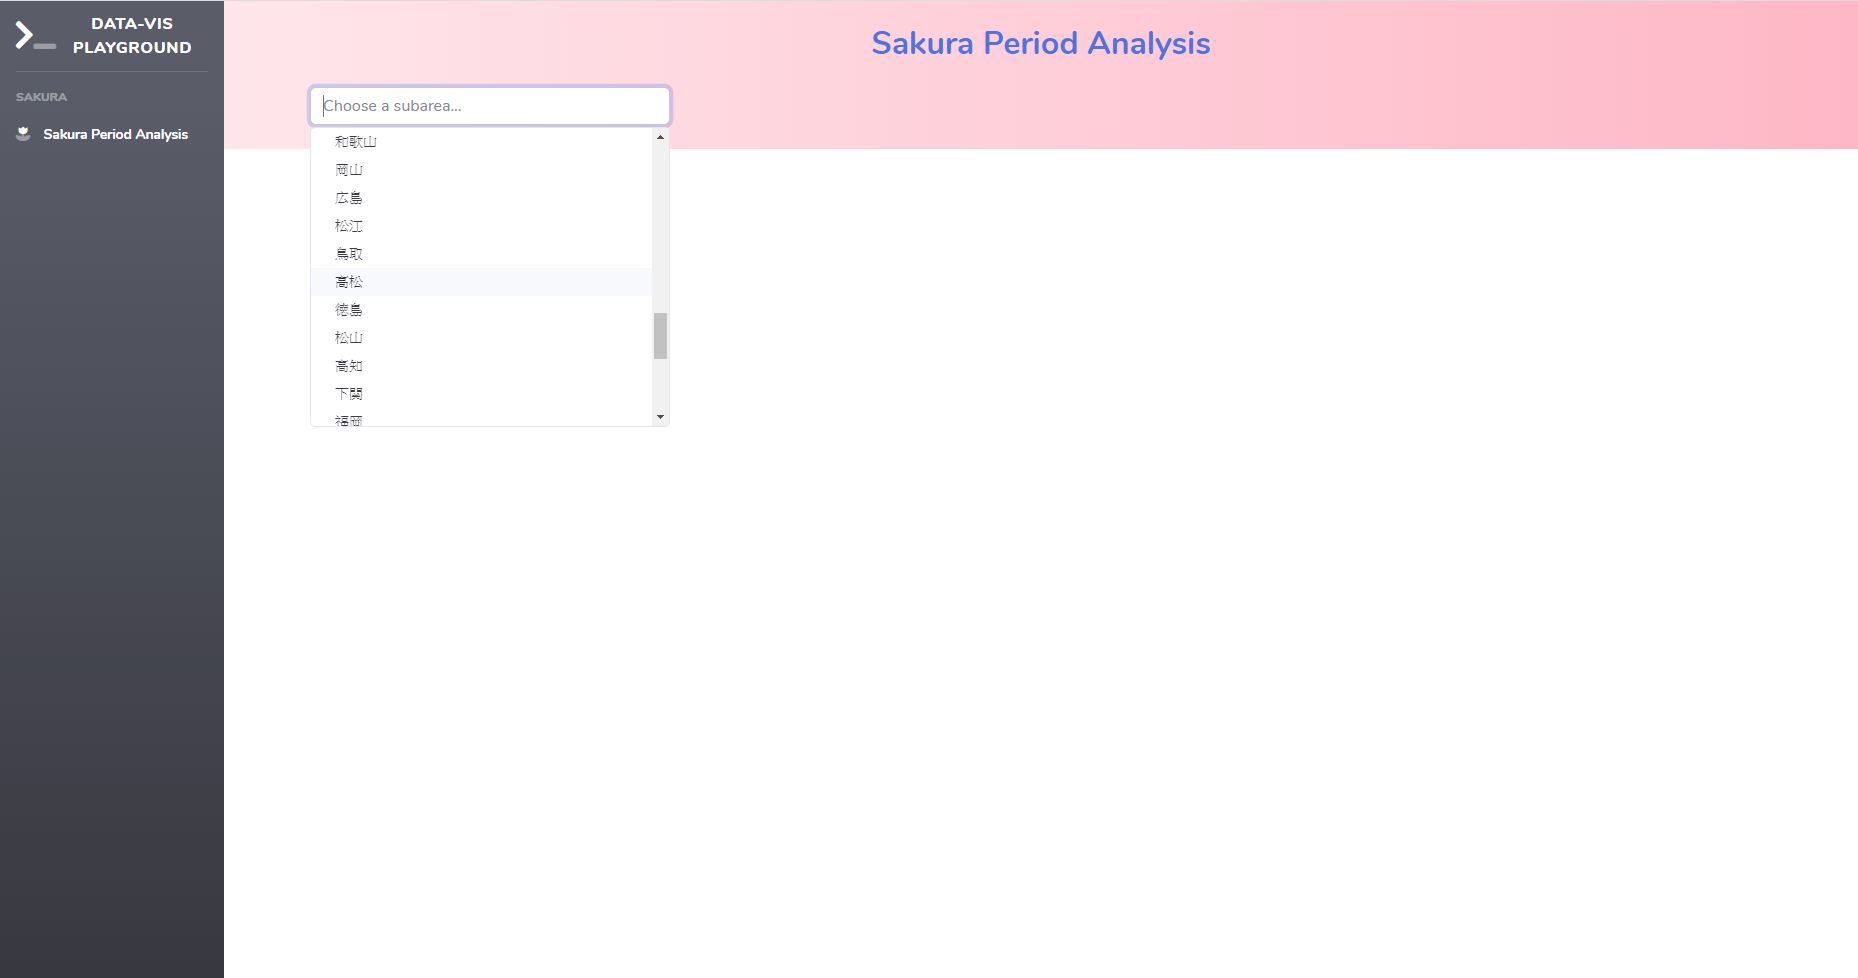 DATA-VIS
PLAYGROUND
SAKURA
Sakura Period Analysis
Sakura Period Analysis
Choose a subarea...
和歌山
岡山
広島
松江
鳥取
高松
徳島
松山
高知
下関
福岡